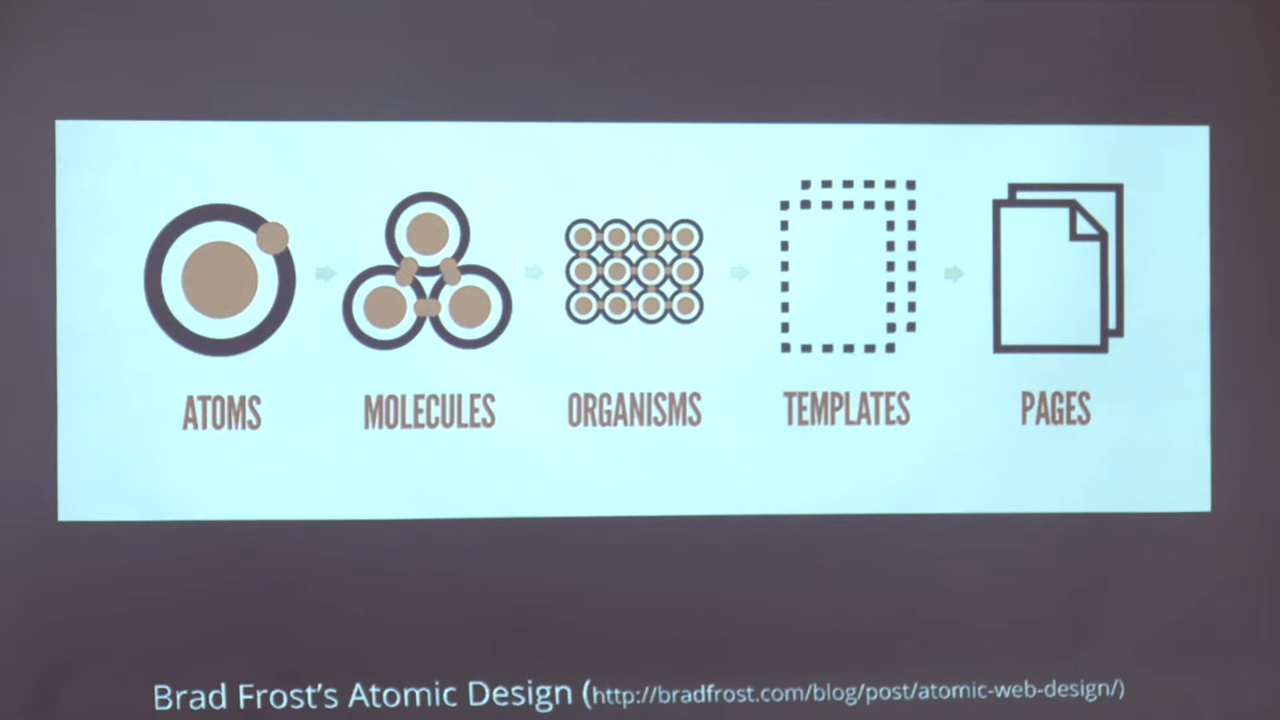 ATOMS MOLECULES ORGANISMS TEMPLATES PAGES
Brad Frost’s Atomic Design (http://bradfrost.com/blog/post/atomic-web-design/)